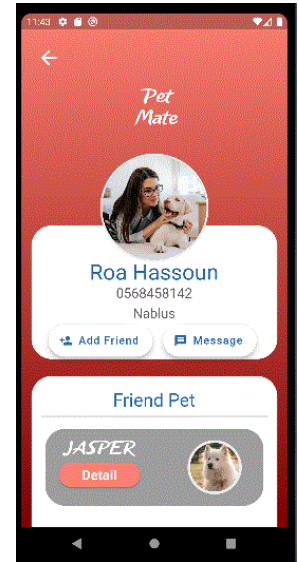 11:43
Pet
Mate
Roa Hassoun
0568458142
Nablus
Add Friend
Message
Friend Pet
JASPER
Detail